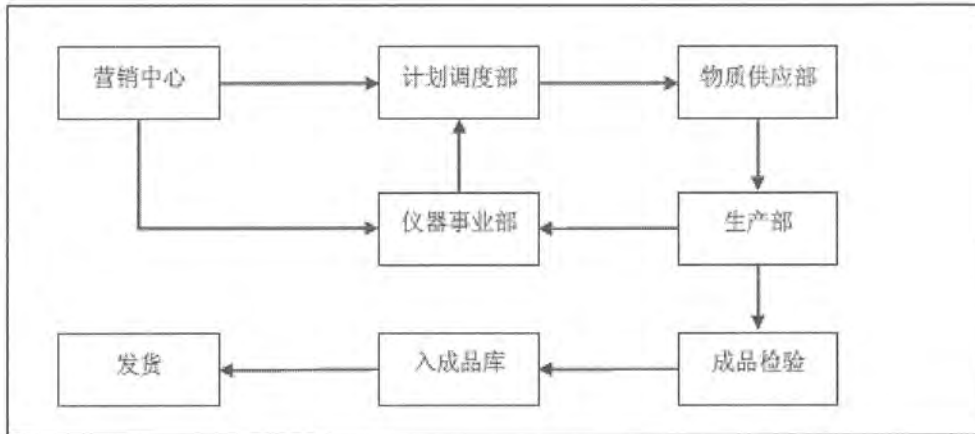 营销中心
计划调度部
物质供应部
仪器事业部
生产部
发货
入成品库
成品检验